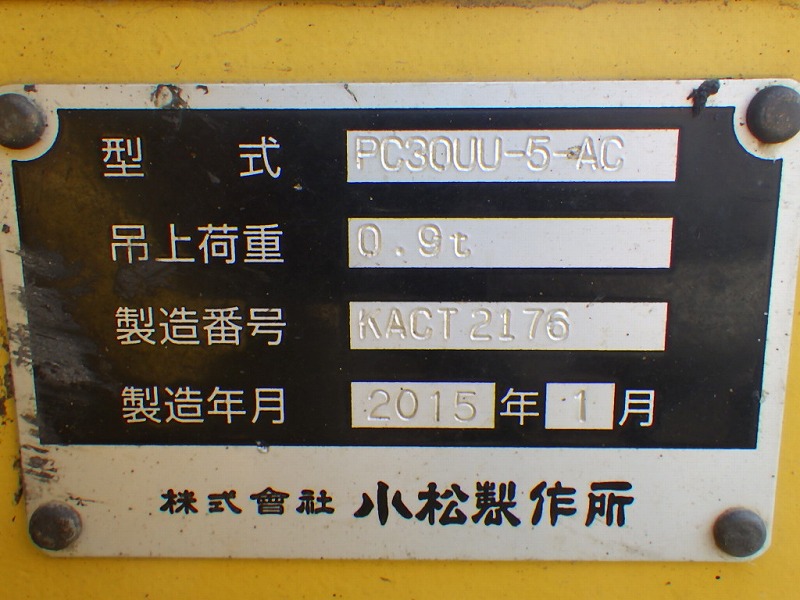 型式 PC30UU-5-AC
吊上荷重 0.9t
製造番号 KACT2176
製造年月 2015年1月
株式會社 小松製作所